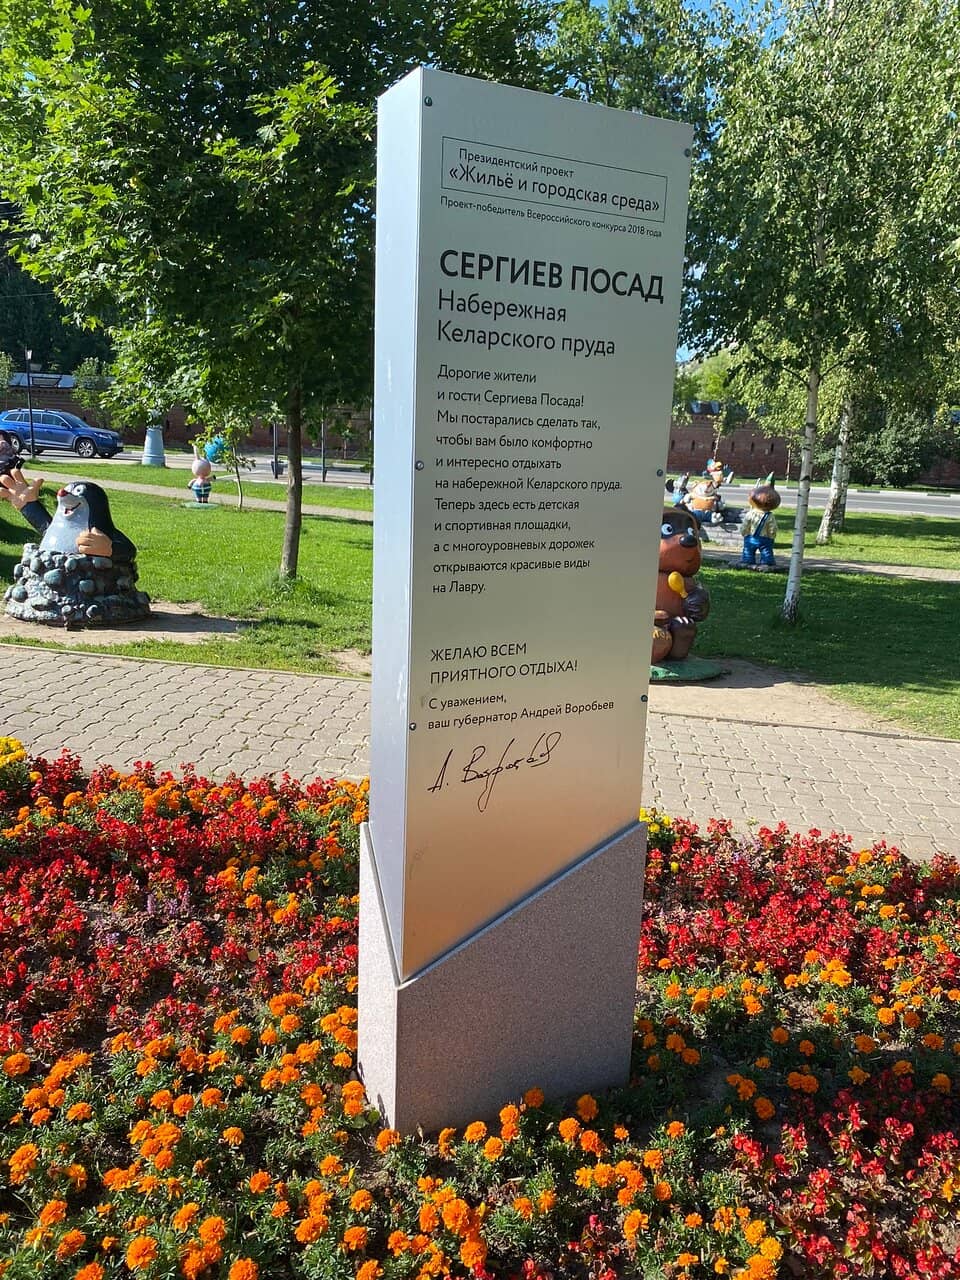 Президентский проект
«Жильё и городская среда»
Проект-победитель Всероссийского конкурса 2018 года
СЕРГИЕВ ПОСАД
Набережная
Келарского пруда
Дорогие жители
и гости Сергиева Посада!
Мы постарались сделать так,
чтобы вам было комфортно
и интересно отдыхать
на набережной Келарского пруда.
Теперь здесь есть детская
и спортивная площадки,
а с многоуровневых дорожек
открываются красивые виды
на Лавру.
ЖЕЛАЮ ВСЕМ
ПРИЯТНОГО ОТДЫХА!
С уважением,
ваш губернатор Андрей Воробьев
А. Воробьев